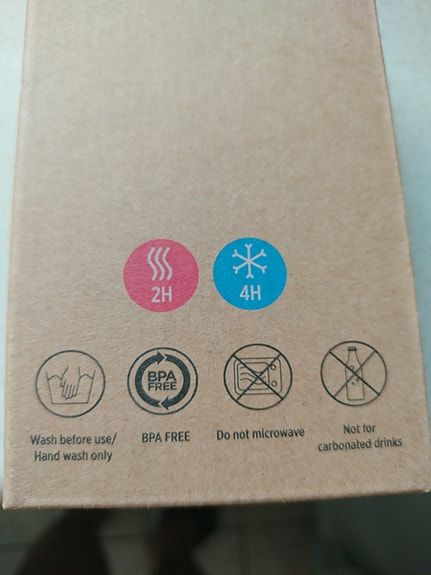 2H
4H
BPA
FREE
Wash before use/
Hand wash only
BPA FREE
Do not microwave
Not for
carbonated drinks